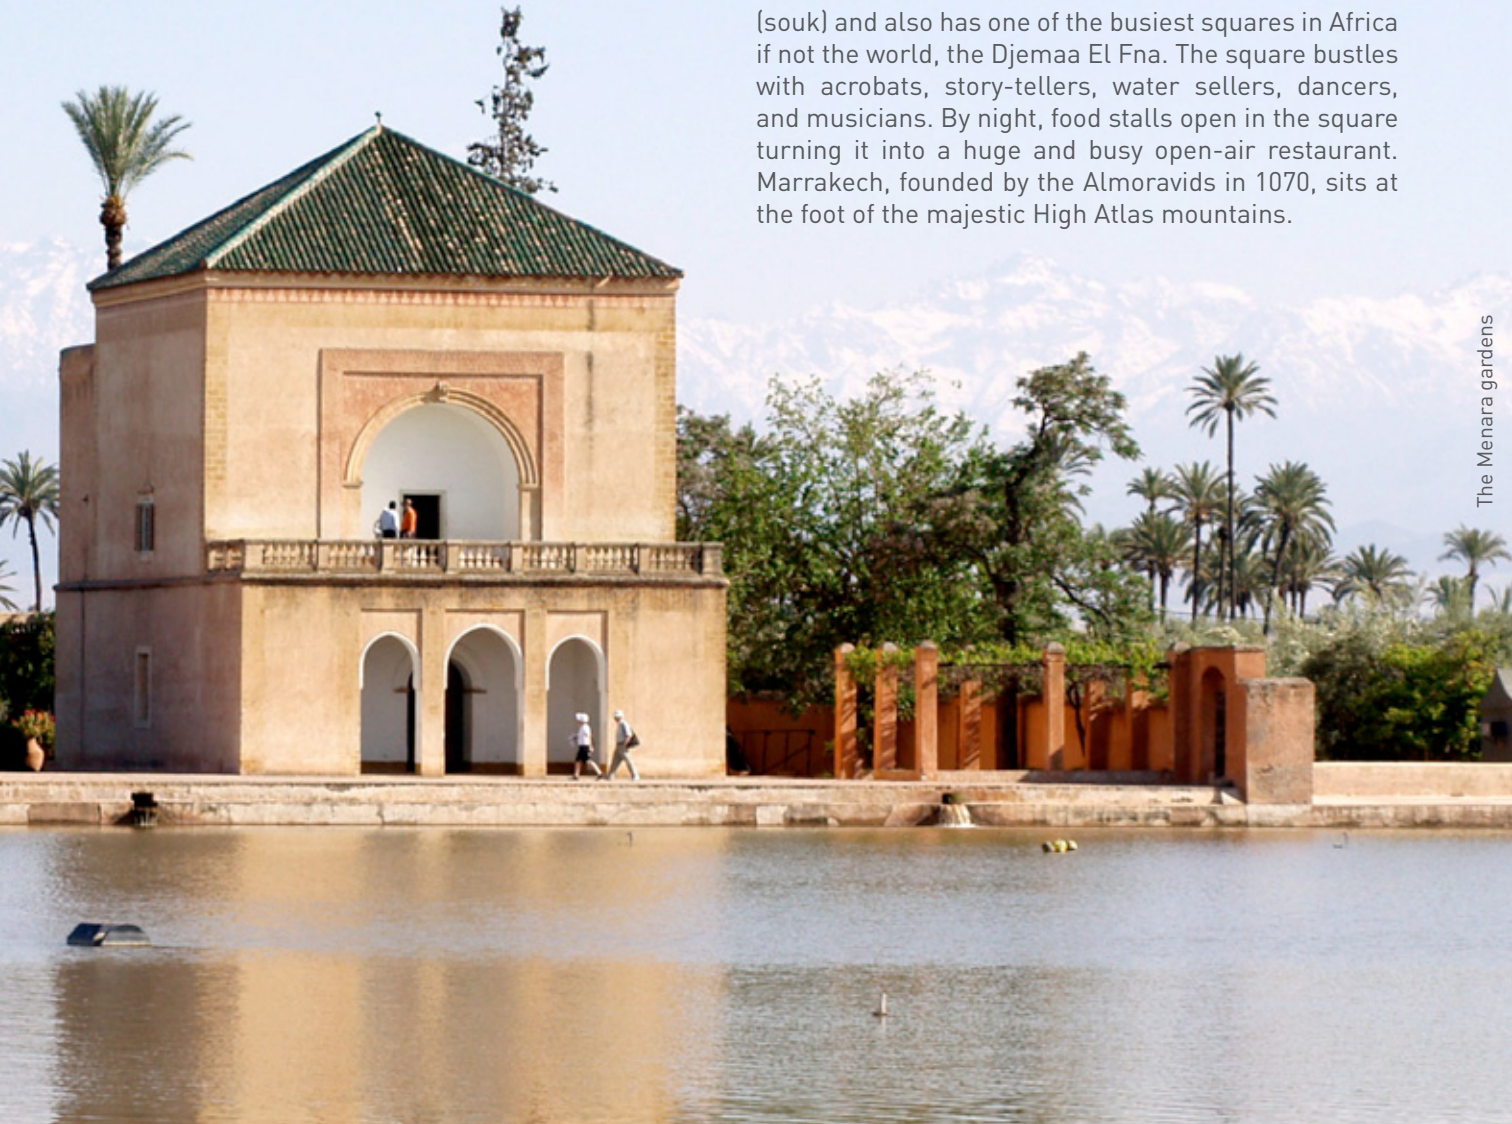 (souk) and also has one of the busiest squares in Africa
if not the world, the Djemaa El Fna. The square bustles
with acrobats, story-tellers, water sellers, dancers,
and musicians. By night, food stalls open in the square
turning it into a huge and busy open-air restaurant.
Marrakech, founded by the Almoravids in 1070, sits at
the foot of the majestic High Atlas mountains.
The Menara gardens